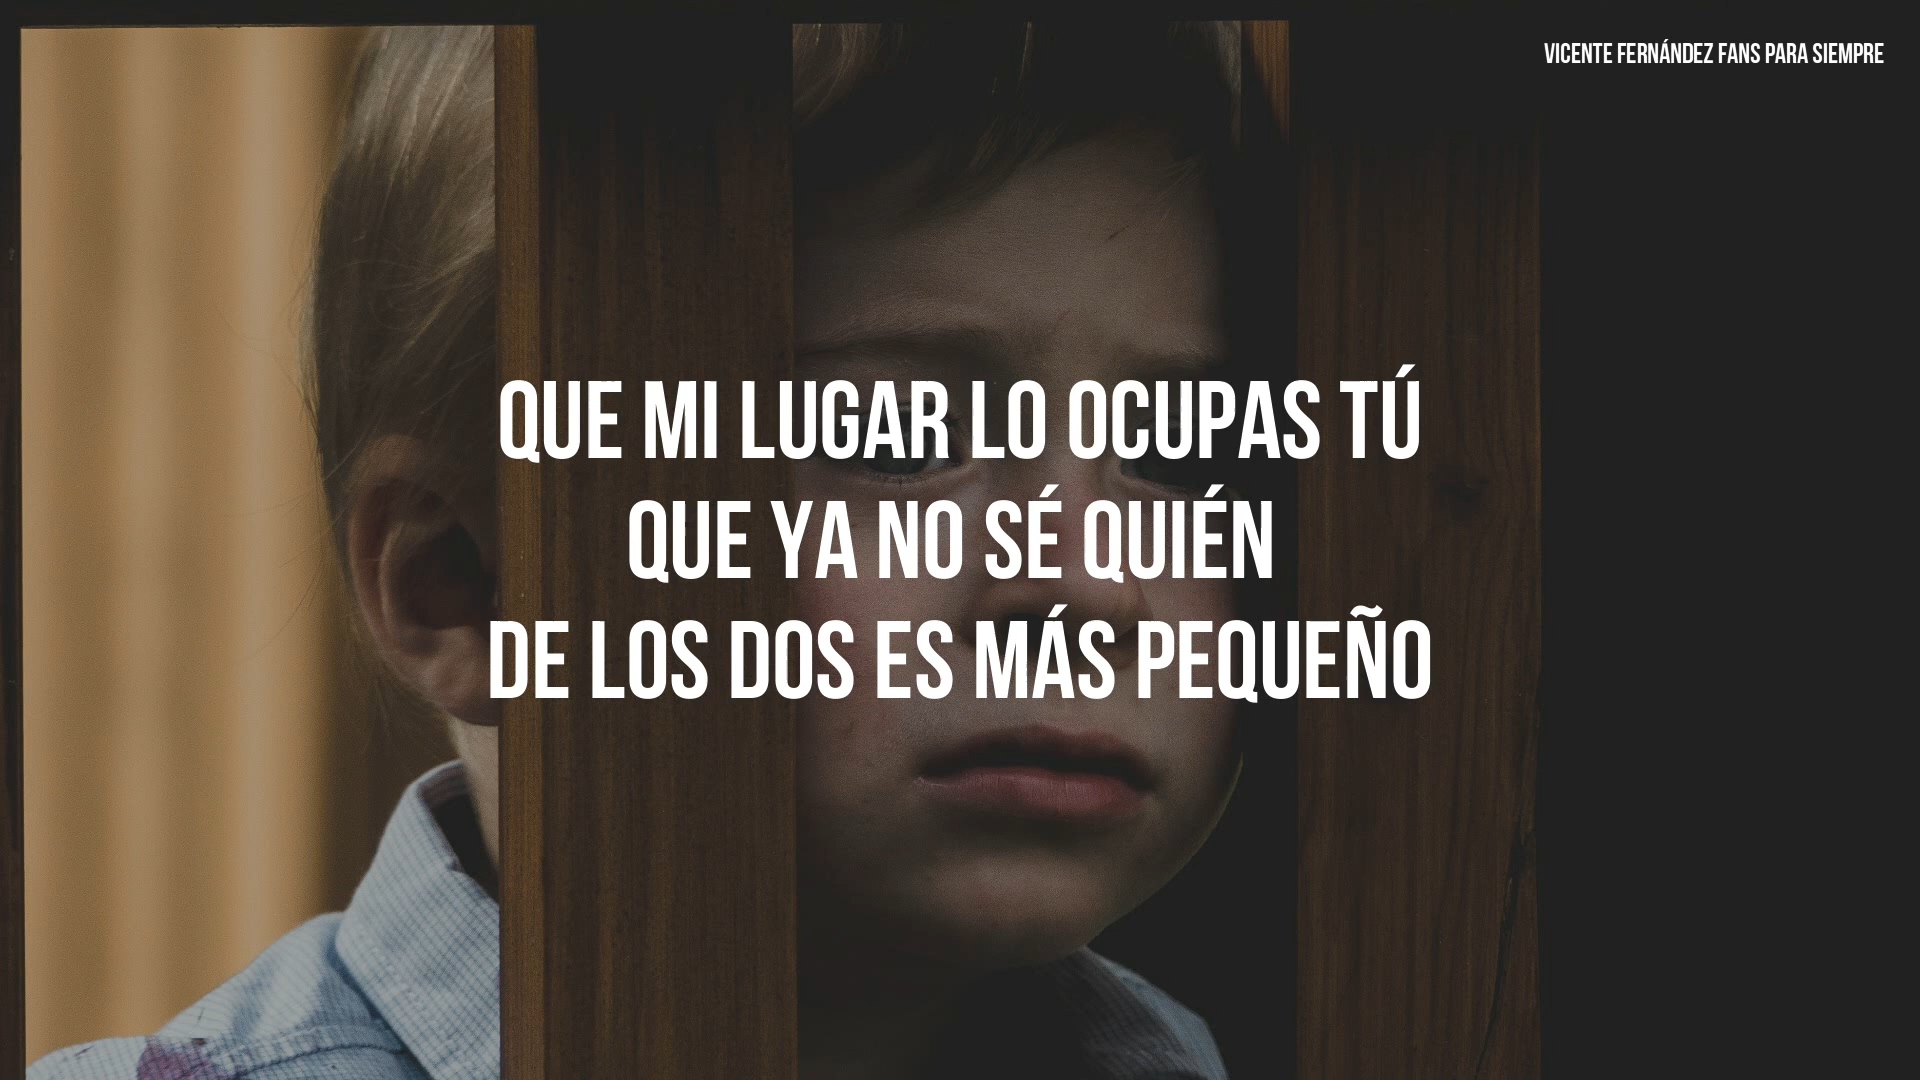 VICENTE FERNÁNDEZ FANS PARA SIEMPRE
QUE MI LUGAR LO OCUPAS TÚ
QUE YA NO SÉ QUIÉN
DE LOS DOS ES MÁS PEQUEÑO